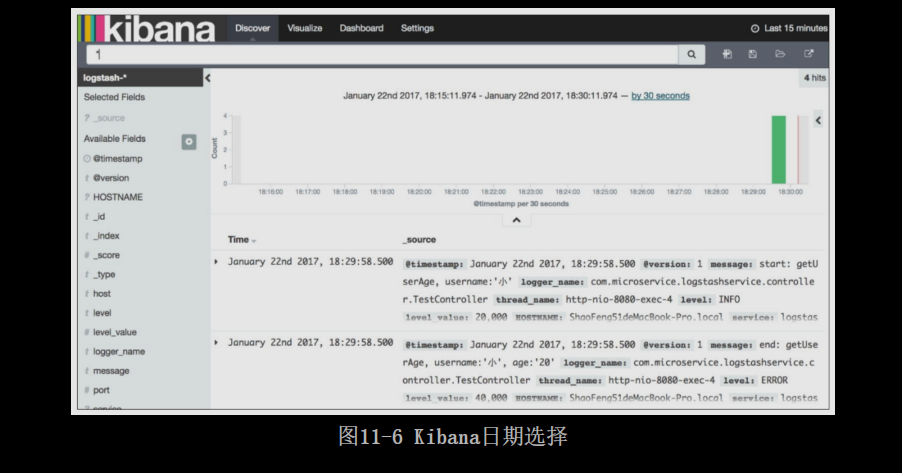 kibana Discover Visualize Dashboard Settings Last 15 minutes
logstash-* 4 hits
Selected Fields
January 22nd 2017, 18:15:11.974 - January 22nd 2017, 18:30:11.974 — by 30 seconds
? _source
Available Fields
@timestamp
t @version
? HOSTNAME
t _id
t _index
# _score
t _type
t host
t level
# level_value
t logger_name
t message
# port
? service
Count
4
3
2
1
0
18:16:00 18:17:00 18:18:00 18:19:00 18:20:00 18:21:00 18:22:00 18:23:00 18:24:00 18:25:00 18:26:00 18:27:00 18:28:00 18:29:00 18:30:00
@timestamp per 30 seconds
Time _source
January 22nd 2017, 18:29:58.500 @timestamp: January 22nd 2017, 18:29:58.500 @version: 1 message: start: getU
serAge, username:'小' logger_name: com.microservice.logstashservice.controlle
r.TestController thread_name: http-nio-8080-exec-4 level: INFO
level_value: 20,000 HOSTNAME: ShaoFeng51deMacBook-Pro.local service: logstas
January 22nd 2017, 18:29:58.500 @timestamp: January 22nd 2017, 18:29:58.500 @version: 1 message: end: getUse
rAge, username:'小', age:'20' logger_name: com.microservice.logstashservice.c
ontroller.TestController thread_name: http-nio-8080-exec-4 level: ERROR
level_value: 40,000 HOSTNAME: ShaoFeng51deMacBook-Pro.local service: logstas
图11-6 Kibana日期选择